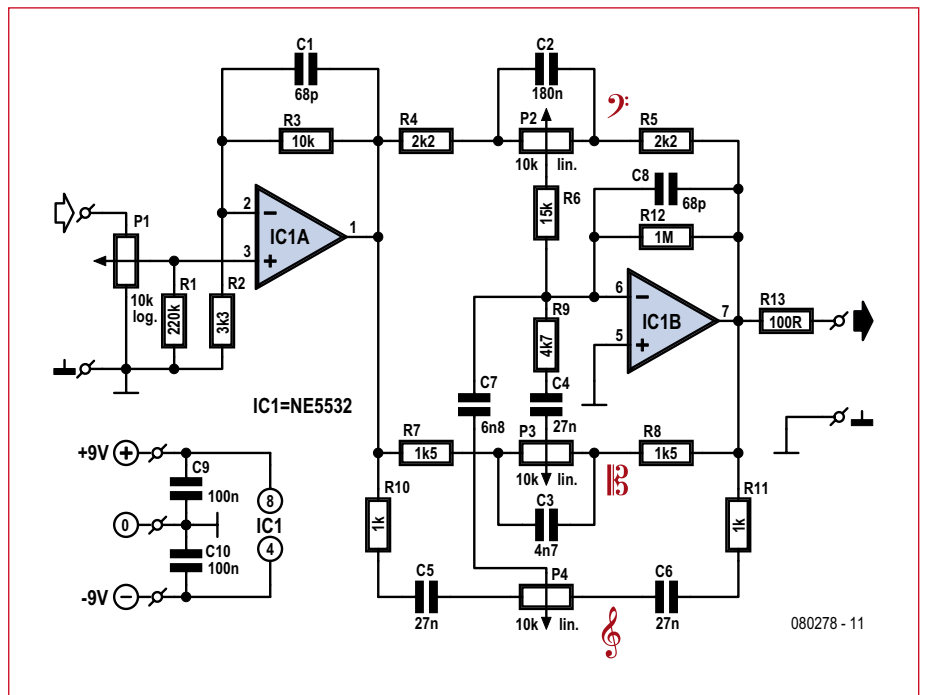 C1
68p
C2
180n
R3
10k
R4
2k2
P2
10k lin.
R5
2k2
C8
68p
R6
15k
R12
1M
P1
10k
log.
2
3
1
IC1A
R1
220k
R2
3k3
6
5
7
IC1B
R13
100R
R9
4k7
C7
6n8
C4
27n
IC1=NE5532
R7
1k5
P3
10k lin.
R8
1k5
C3
4n7
R10
1k
R11
1k
+9V
C9
100n
8
0
IC1
C10
100n
4
-9V
C5
27n
P4
10k lin.
C6
27n
080278 - 11